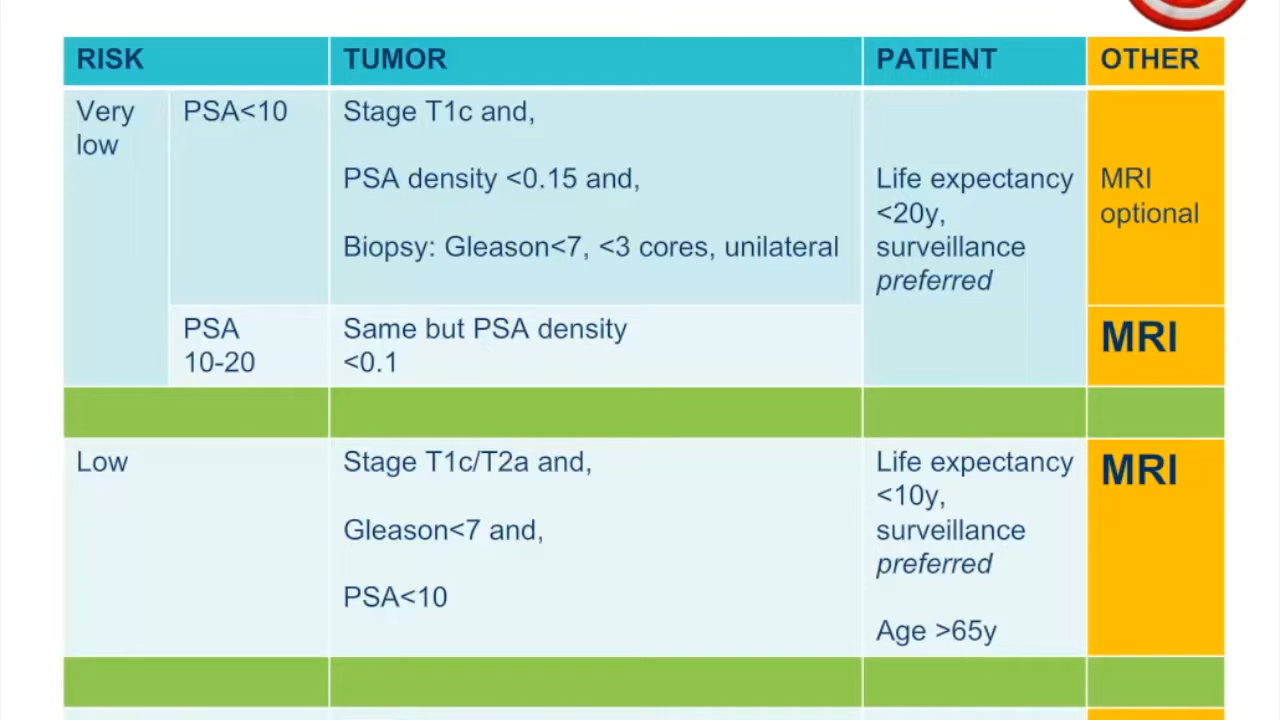 RISK
TUMOR
PATIENT
OTHER
Very
low
PSA<10
Stage T1c and,
PSA density <0.15 and,
Biopsy: Gleason<7, <3 cores, unilateral
Life expectancy
<20y,
surveillance
preferred
MRI
optional
PSA
10-20
Same but PSA density
<0.1
MRI
Low
Stage T1c/T2a and,
Gleason<7 and,
PSA<10
Life expectancy
<10y,
surveillance
preferred
Age >65y
MRI